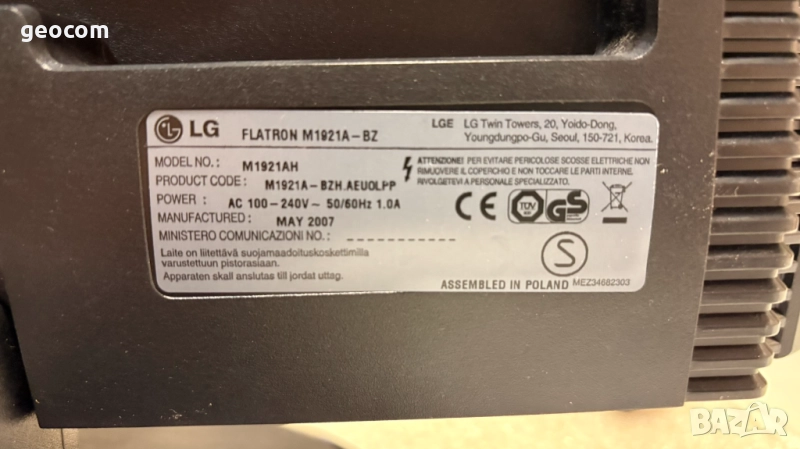 geocom
LG FLATRON M1921A-BZ
LGE LG Twin Towers, 20, Yoido-Dong,
Youngdungpo-Gu, Seoul, 150-721, Korea.
MODEL NO.: M1921AH
PRODUCT CODE: M1921A-BZH.AEUOLPP
POWER: AC 100-240V~ 50/60Hz 1.0A
MANUFACTURED: MAY 2007
MINISTERO COMUNICAZIONI NO.: ------------
ATTENZIONE: PER EVITARE PERICOLOSE SCOSSE ELETTRICHE NON
RIMUOVERE IL COPERCHIO E NON TOCCARE LE PARTI INTERNE,
RIVOLGETEVI A PERSONALE SPECIALIZZATO.
CE TÜV GS
S
Laite on liitettävä suojamaadoituskoskettimilla
varustettuun pistorasiaan.
Apparaten skall anslutas till jordat uttag.
ASSEMBLED IN POLAND MEZ34682303
BAZAR